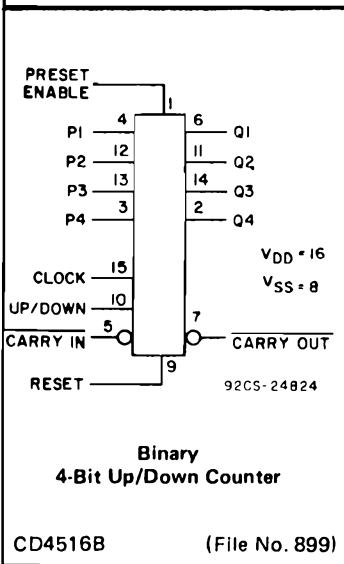 PRESET
ENABLE
1
P1 4 6 Q1
P2 12 11 Q2
P3 13 14 Q3
P4 3 2 Q4
VDD = 16
VSS = 8
CLOCK 15
UP/DOWN 10
CARRY IN 5 7 CARRY OUT
RESET 9 92CS-24824
Binary
4-Bit Up/Down Counter
CD4516B (File No. 899)